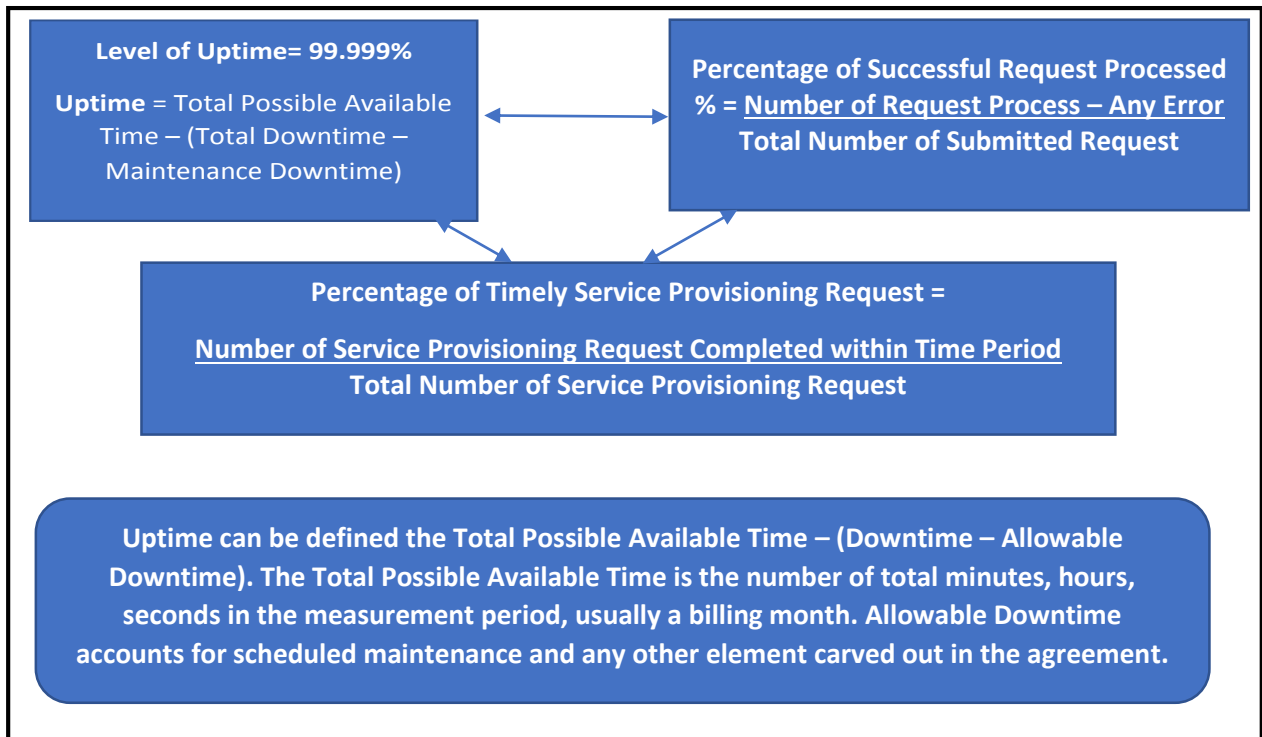 Level of Uptime= 99.999%
Uptime = Total Possible Available
Time – (Total Downtime –
Maintenance Downtime)
Percentage of Successful Request Processed
% = Number of Request Process – Any Error
Total Number of Submitted Request
Percentage of Timely Service Provisioning Request =
Number of Service Provisioning Request Completed within Time Period
Total Number of Service Provisioning Request
Uptime can be defined the Total Possible Available Time – (Downtime – Allowable
Downtime). The Total Possible Available Time is the number of total minutes, hours,
seconds in the measurement period, usually a billing month. Allowable Downtime
accounts for scheduled maintenance and any other element carved out in the agreement.